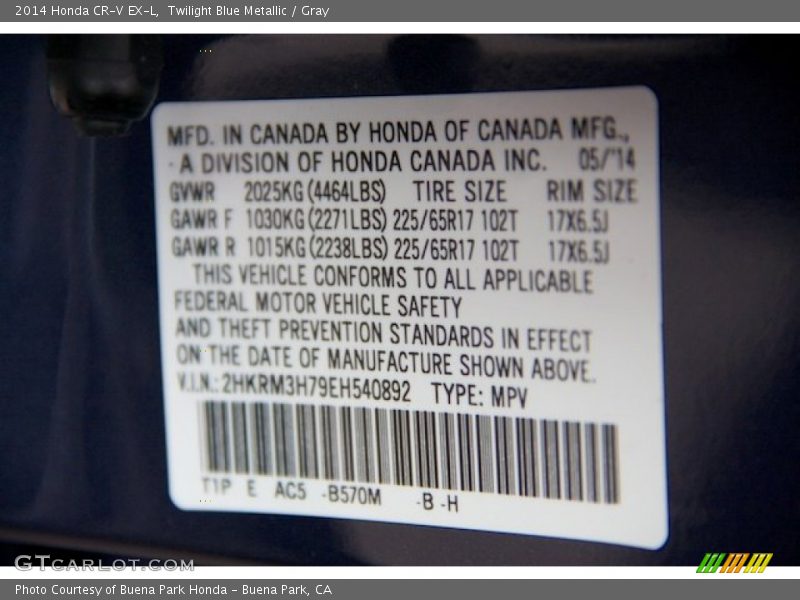 2014 Honda CR-V EX-L,  Twilight Blue Metallic / Gray
MFD. IN CANADA BY HONDA OF CANADA MFG.,
A DIVISION OF HONDA CANADA INC. 05/'14
GVWR 2025KG (4464LBS) TIRE SIZE RIM SIZE
GAWR F 1030KG (2271LBS) 225/65R17 102T 17X6.5J
GAWR R 1015KG (2238LBS) 225/65R17 102T 17X6.5J
THIS VEHICLE CONFORMS TO ALL APPLICABLE
FEDERAL MOTOR VEHICLE SAFETY
AND THEFT PREVENTION STANDARDS IN EFFECT
ON THE DATE OF MANUFACTURE SHOWN ABOVE.
V.I.N.: 2HKRM3H79EH540892 TYPE: MPV
T1P E AC5 -B570M -B -H
GTCARLOT.COM
Photo Courtesy of Buena Park Honda - Buena Park, CA